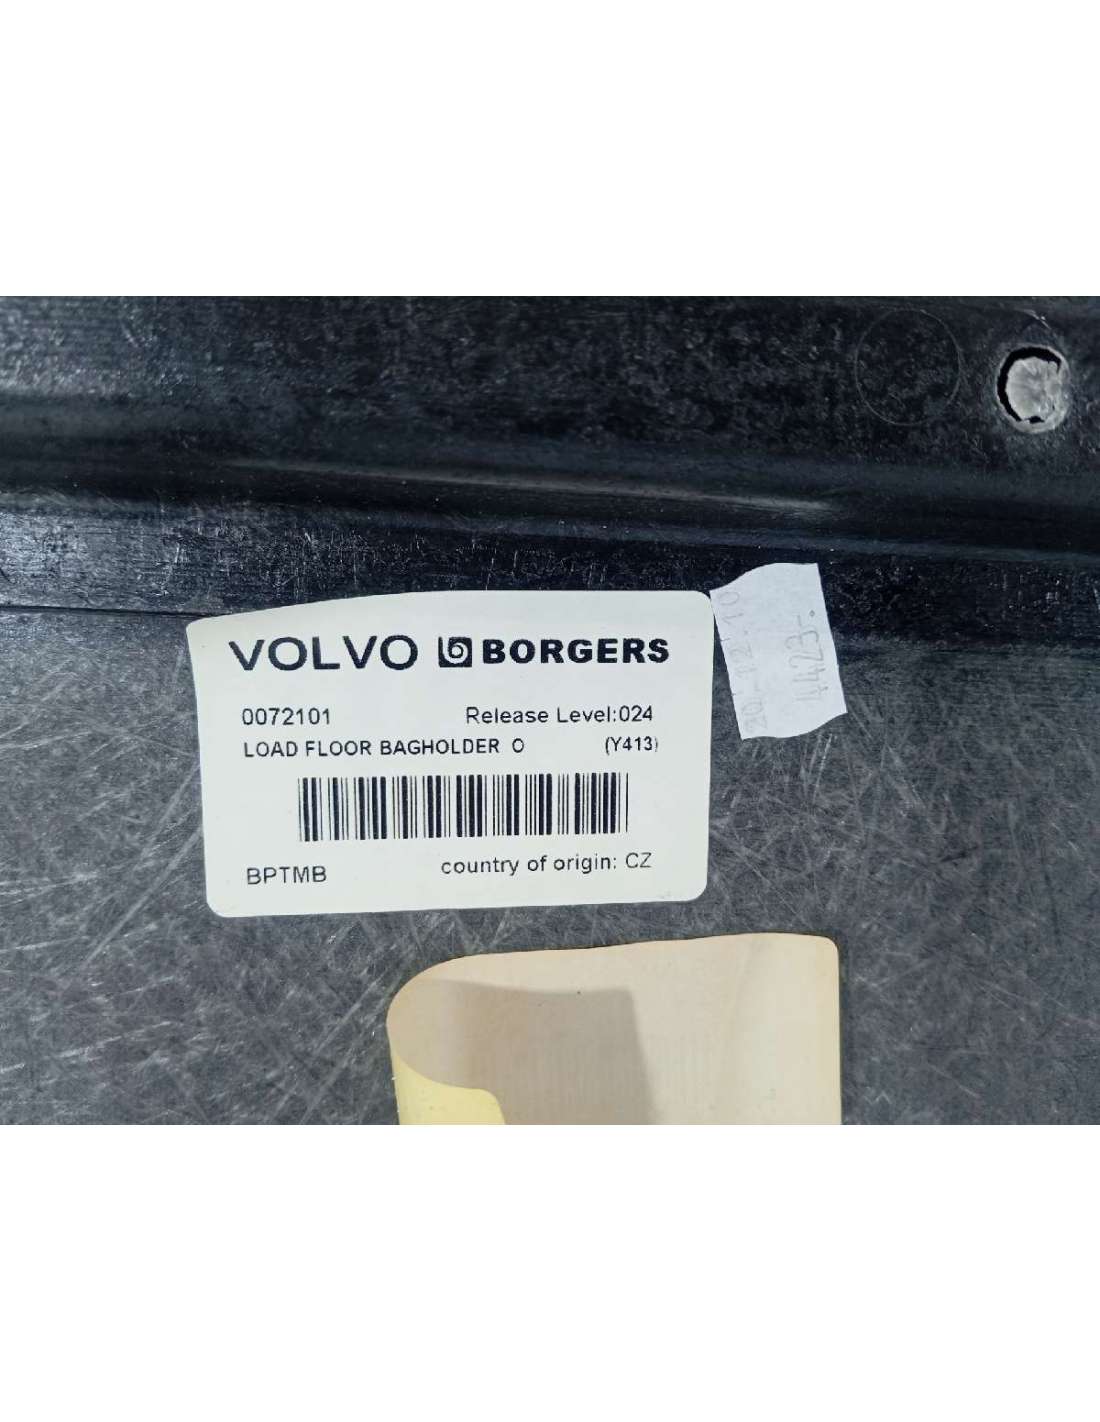 VOLVO BORGERS
0072101 Release Level:024
LOAD FLOOR BAGHOLDER O (Y413)
BPTMB country of origin: CZ
4423-.